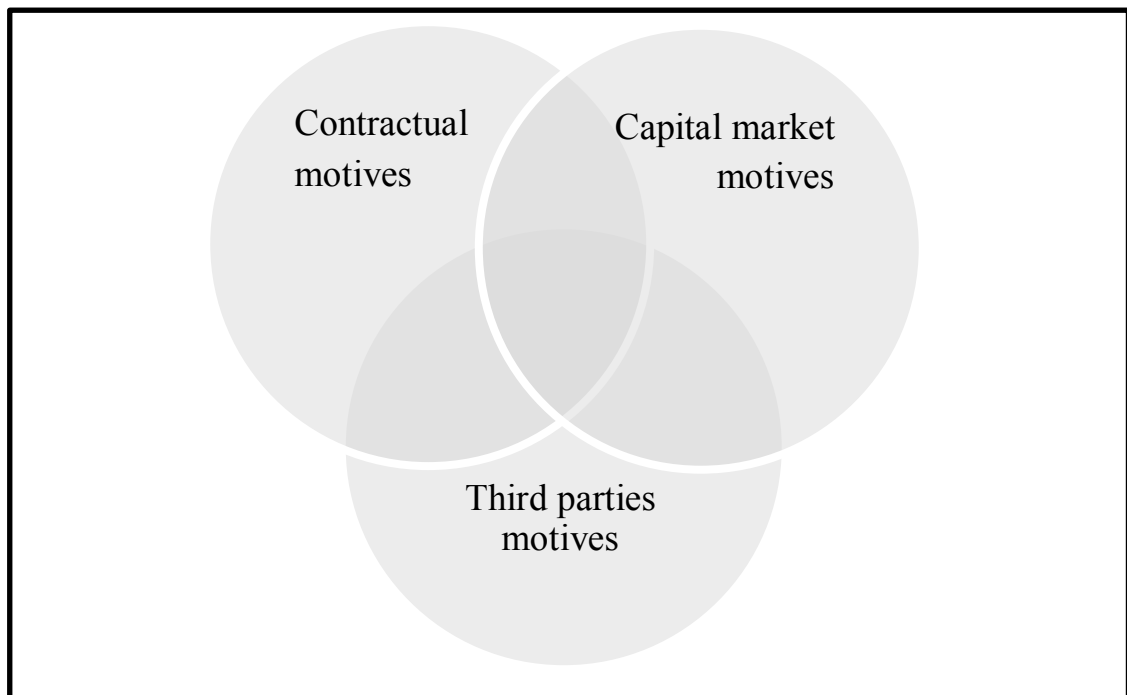 Contractual
motives
Capital market
motives
Third parties
motives